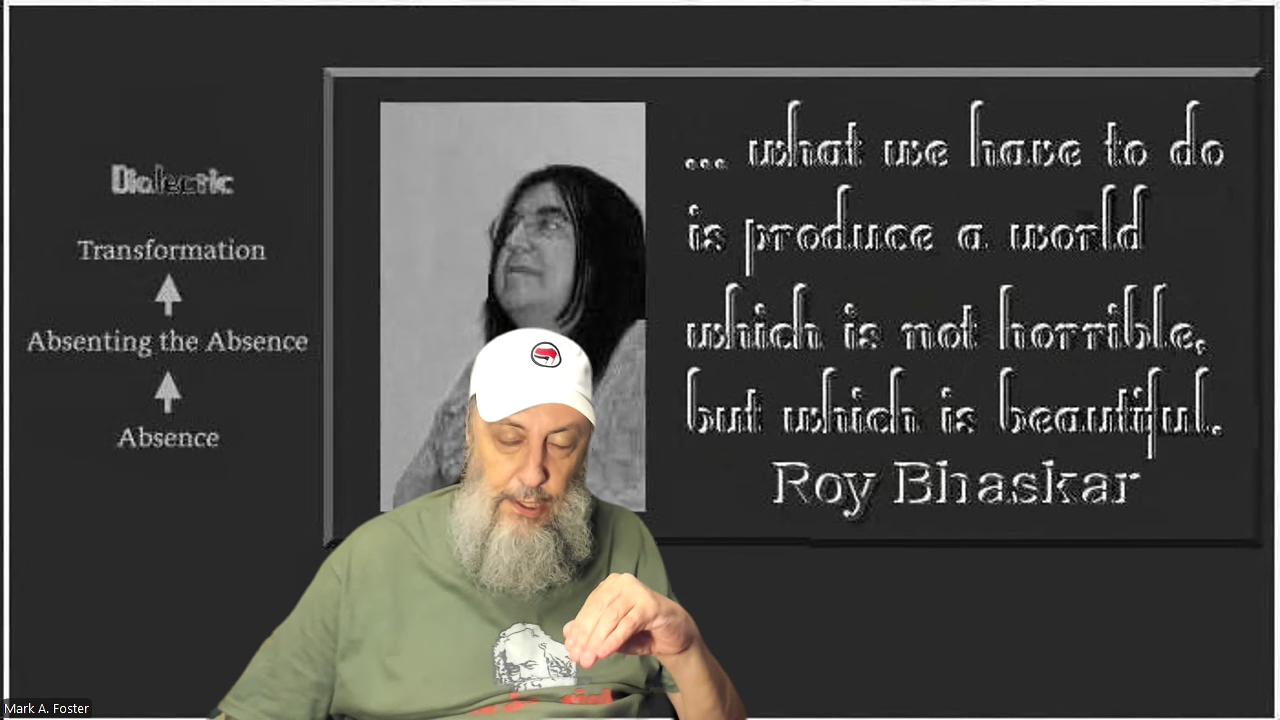 Dialectic
Transformation
Absenting the Absence
Absence
... what we have to do
is produce a world
which is not horrible,
but which is beautiful.
Roy Bhaskar
Mark A. Foster